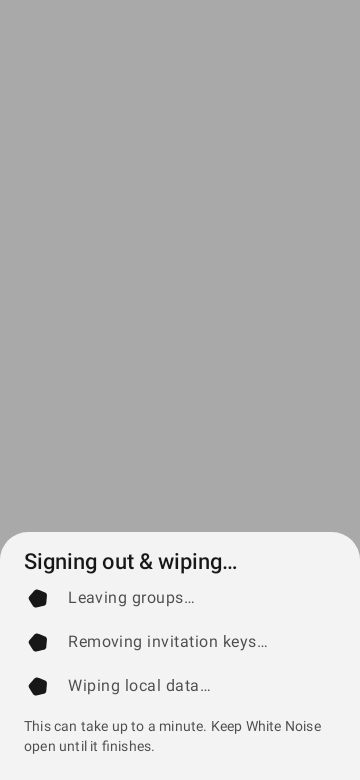 Signing out & wiping…
Leaving groups…
Removing invitation keys…
Wiping local data…
This can take up to a minute. Keep White Noise
open until it finishes.